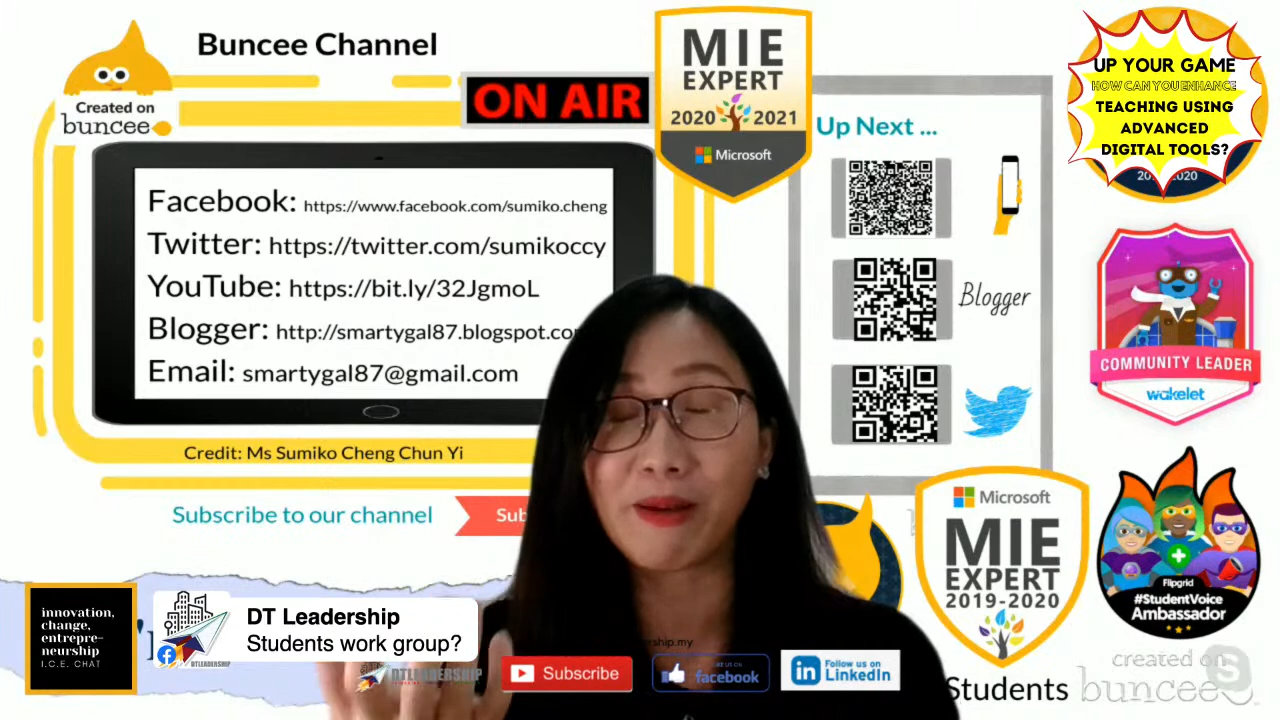 Buncee Channel
Created on
buncee
ON AIR
MIE
EXPERT
2020 2021
Microsoft
Up Next ...
UP YOUR GAME
HOW CAN YOU ENHANCE
TEACHING USING
ADVANCED
DIGITAL TOOLS?
Facebook: https://www.facebook.com/sumiko.cheng
Twitter: https://twitter.com/sumikoccy
YouTube: https://bit.ly/32JgmoL
Blogger: http://smartygal87.blogspot.co
Email: smartygal87@gmail.com
Blogger
COMMUNITY LEADER
wakelet
Credit: Ms Sumiko Cheng Chun Yi
Subscribe to our channel
Sub
Microsoft
MIE
EXPERT
2019-2020
Flipgrid
#StudentVoice
Ambassador
innovation,
change,
entrepre-
neurship
I.C.E. CHAT
DT Leadership
Students work group?
DTLEADERSHIP
DTLEADERSHIP
Subscribe
facebook
Follow us on
LinkedIn
Students
created on
buncee